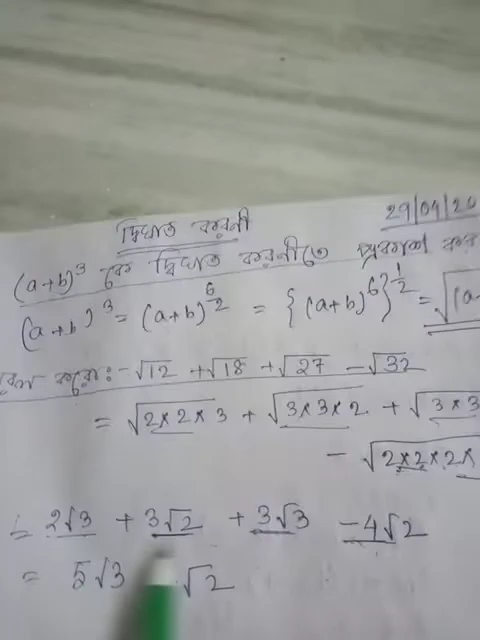 দ্বিঘাত করণী
29/04/20
(a+b)³ কে দ্বিঘাত করণীতে প্রকাশ কর
(a+b)³ = (a+b)^6/2 = {(a+b)⁶}^1/2 = √(a
করো:- √12 + √18 + √27 - √32
= √2×2×3 + √3×3×2 + √3×3
- √2×2×2×
= 2√3 + 3√2 + 3√3 - 4√2
= 5√3 √2